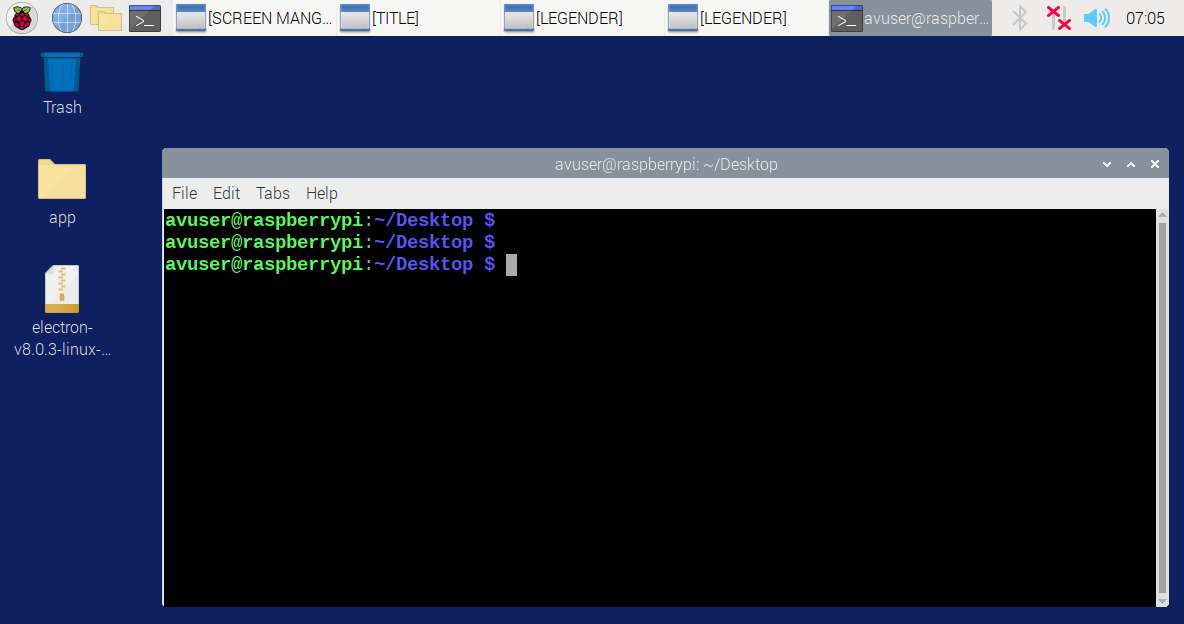 [SCREEN MANG... [TITLE] [LEGENDER] [LEGENDER] avuser@raspber... 07:05
Trash
app
electron-
v8.0.3-linux-...
avuser@raspberrypi: ~/Desktop
File Edit Tabs Help
avuser@raspberrypi:~/Desktop $
avuser@raspberrypi:~/Desktop $
avuser@raspberrypi:~/Desktop $